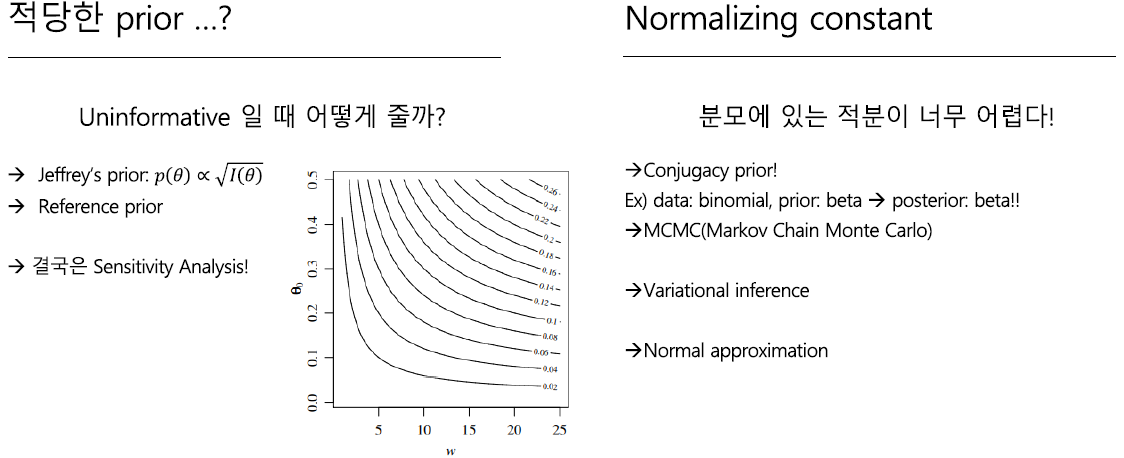 적당한 prior ...?
Uninformative 일 때 어떻게 줄까?
→ Jeffrey's prior: p(θ) ∝ √I(θ)
→ Reference prior
→ 결국은 Sensitivity Analysis!
0.5
0.4
0.3
0.2
0.1
0.0
θ₀
0.26
0.24
0.22
0.2
0.18
0.16
0.14
0.12
0.1
0.08
0.06
0.04
0.02
5 10 15 20 25
w
Normalizing constant
분모에 있는 적분이 너무 어렵다!
→Conjugacy prior!
Ex) data: binomial, prior: beta → posterior: beta!!
→MCMC(Markov Chain Monte Carlo)
→Variational inference
→Normal approximation